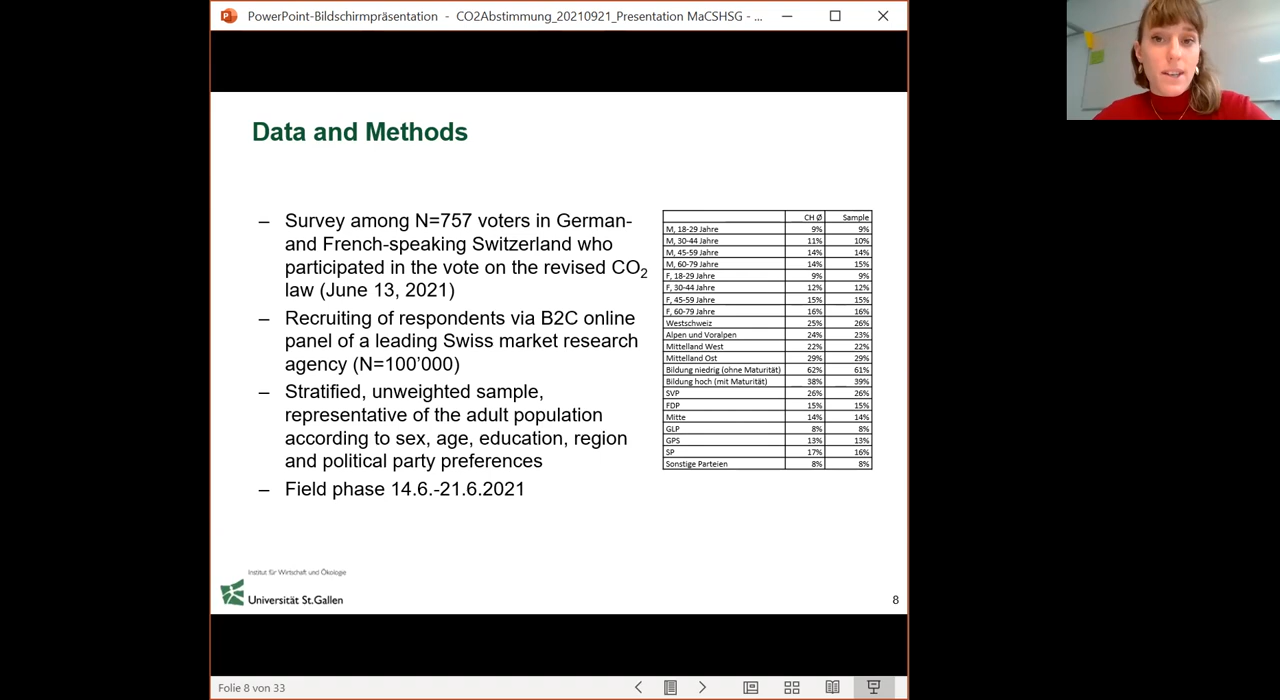 PowerPoint-Bildschirmpräsentation - CO2Abstimmung_20210921_Presentation MaCSHSG - ...
Data and Methods
– Survey among N=757 voters in German-
and French-speaking Switzerland who
participated in the vote on the revised CO₂
law (June 13, 2021)
– Recruiting of respondents via B2C online
panel of a leading Swiss market research
agency (N=100’000)
– Stratified, unweighted sample,
representative of the adult population
according to sex, age, education, region
and political party preferences
– Field phase 14.6.-21.6.2021
CH Ø Sample
M, 18-29 Jahre 9% 9%
M, 30-44 Jahre 11% 10%
M, 45-59 Jahre 14% 14%
M, 60-79 Jahre 14% 15%
F, 18-29 Jahre 9% 9%
F, 30-44 Jahre 12% 12%
F, 45-59 Jahre 15% 15%
F, 60-79 Jahre 16% 16%
Westschweiz 25% 26%
Alpen und Voralpen 24% 23%
Mittelland West 22% 22%
Mittelland Ost 29% 29%
Bildung niedrig (ohne Maturität) 62% 61%
Bildung hoch (mit Maturität) 38% 39%
SVP 26% 26%
FDP 15% 15%
Mitte 14% 14%
GLP 8% 8%
GPS 13% 13%
SP 17% 16%
Sonstige Parteien 8% 8%
Institut für Wirtschaft und Ökologie
Universität St.Gallen
8
Folie 8 von 33